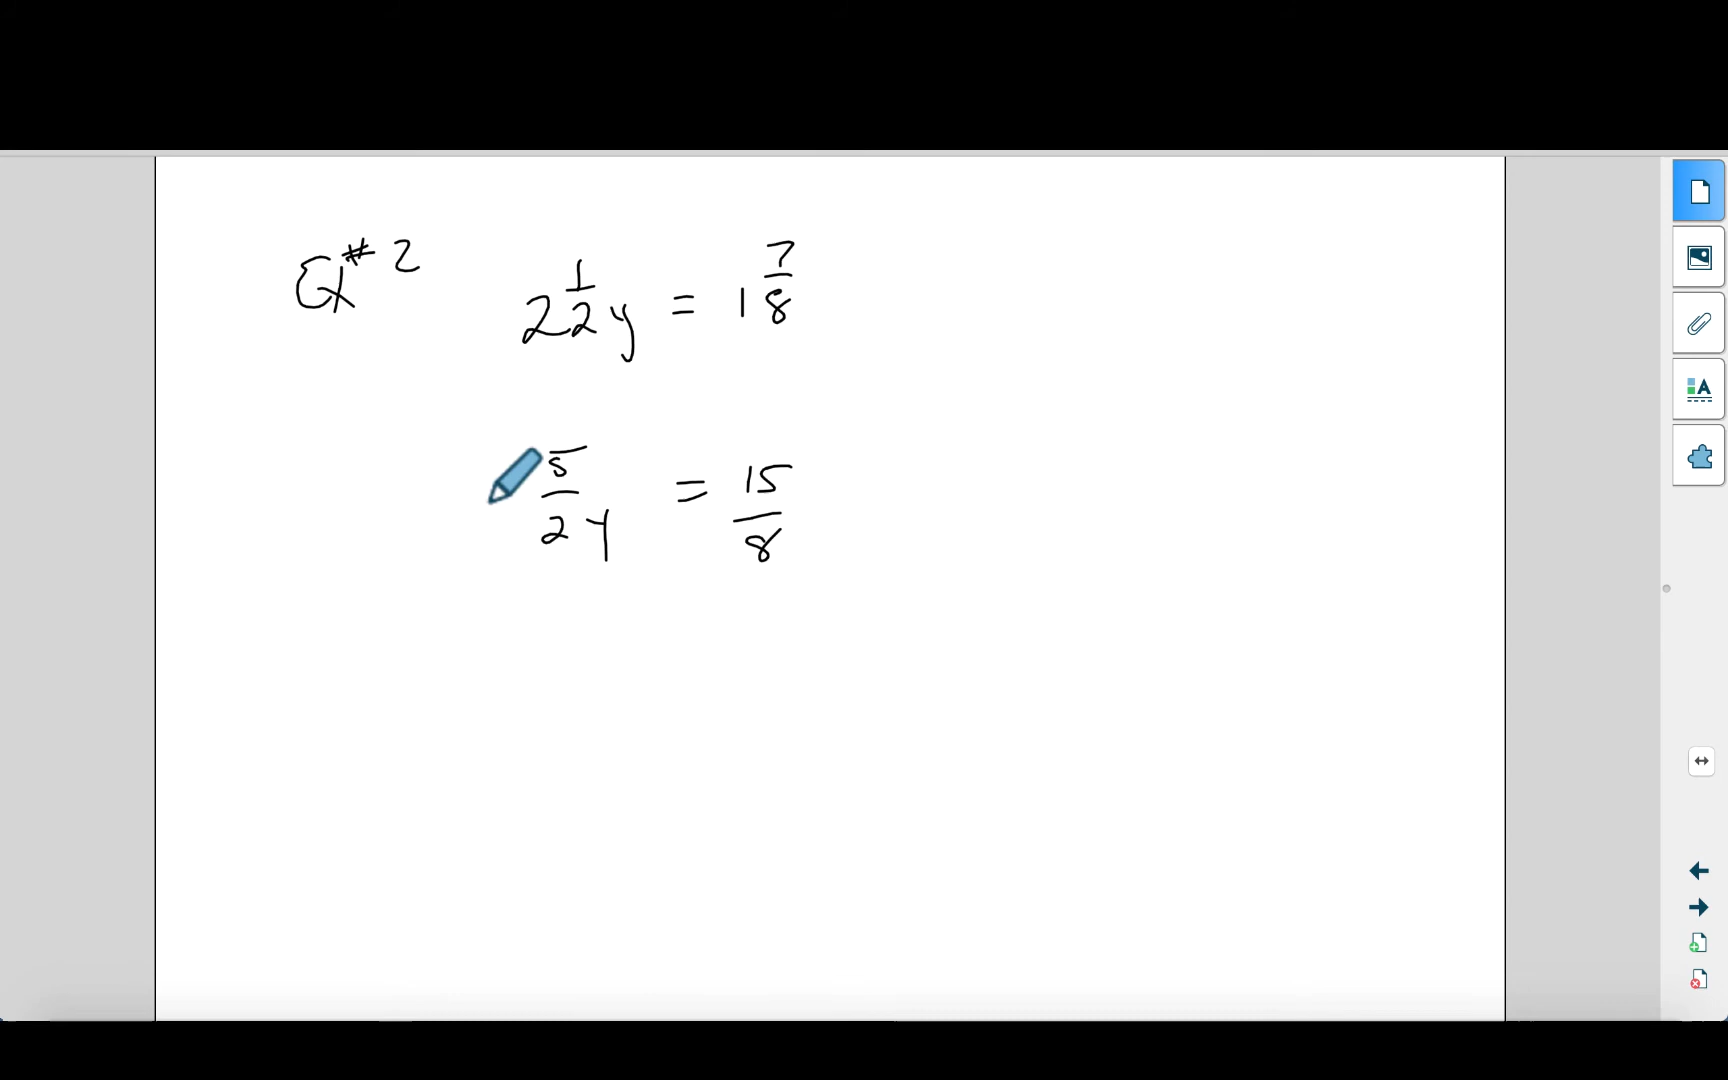 Ex #2 2 1/2 y = 1 7/8
5/2 y = 15/8
A